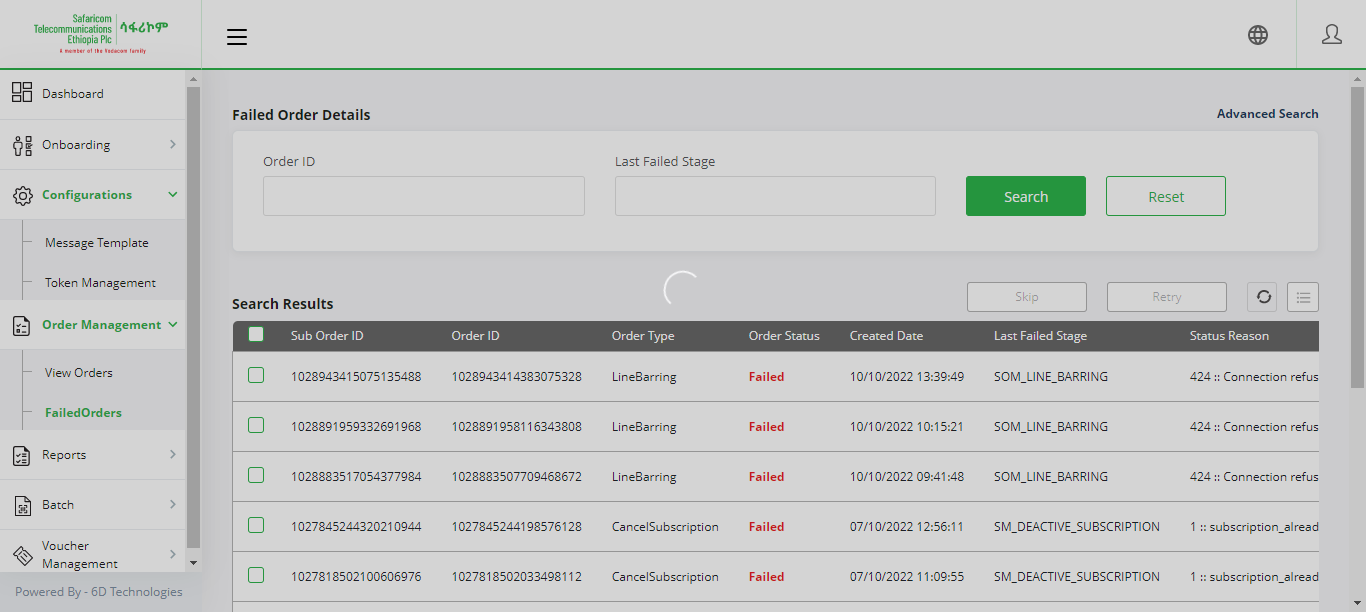 Safaricom
Telecommunications
Ethiopia Plc
ሳፋሪኮም
A member of the Vodacom family
Dashboard
Onboarding
Configurations
Message Template
Token Management
Order Management
View Orders
FailedOrders
Reports
Batch
Voucher
Management
Powered By - 6D Technologies
Failed Order Details
Advanced Search
Order ID
Last Failed Stage
Search
Reset
Search Results
Skip
Retry
Sub Order ID Order ID Order Type Order Status Created Date Last Failed Stage Status Reason
1028943415075135488 1028943414383075328 LineBarring Failed 10/10/2022 13:39:49 SOM_LINE_BARRING 424 :: Connection refus
1028891959332691968 1028891958116343808 LineBarring Failed 10/10/2022 10:15:21 SOM_LINE_BARRING 424 :: Connection refus
1028883517054377984 1028883507709468672 LineBarring Failed 10/10/2022 09:41:48 SOM_LINE_BARRING 424 :: Connection refus
1027845244320210944 1027845244198576128 CancelSubscription Failed 07/10/2022 12:56:11 SM_DEACTIVE_SUBSCRIPTION 1 :: subscription_alread
1027818502100606976 1027818502033498112 CancelSubscription Failed 07/10/2022 11:09:55 SM_DEACTIVE_SUBSCRIPTION 1 :: subscription_alread